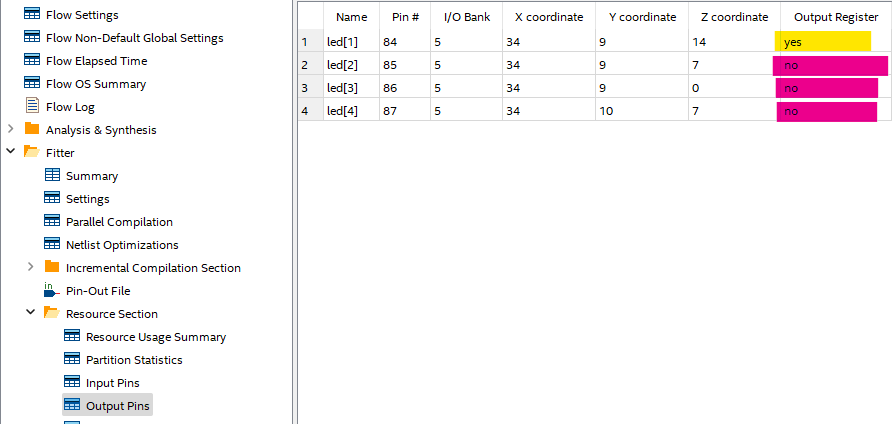 Flow Settings
Flow Non-Default Global Settings
Flow Elapsed Time
Flow OS Summary
Flow Log
Analysis & Synthesis
Fitter
Summary
Settings
Parallel Compilation
Netlist Optimizations
Incremental Compilation Section
in
Pin-Out File
Resource Section
Resource Usage Summary
Partition Statistics
Input Pins
Output Pins
Name Pin # I/O Bank X coordinate Y coordinate Z coordinate Output Register
1 led[1] 84 5 34 9 14 yes
2 led[2] 85 5 34 9 7 no
3 led[3] 86 5 34 9 0 no
4 led[4] 87 5 34 10 7 no